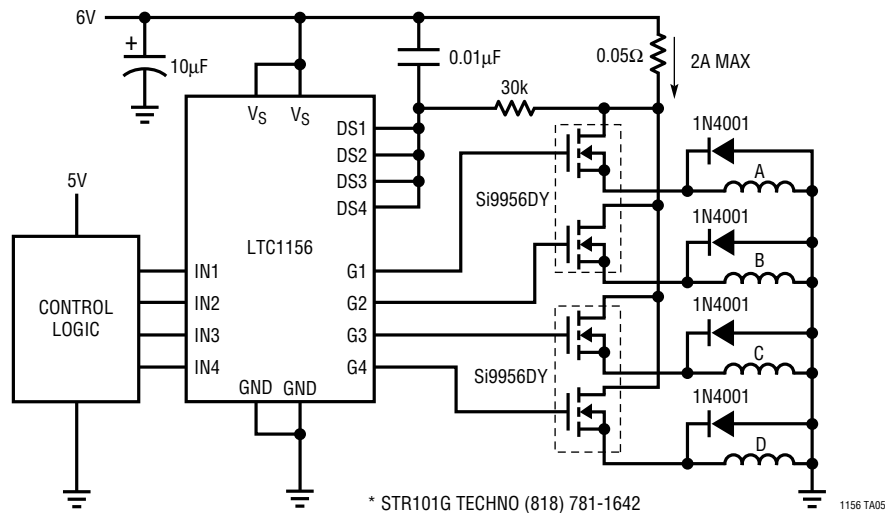 6V
+
10µF
0.01µF
0.05Ω
2A MAX
30k
VS
VS
DS1
DS2
DS3
DS4
1N4001
A
Si9956DY
5V
LTC1156
1N4001
B
CONTROL
LOGIC
IN1
IN2
IN3
IN4
G1
G2
G3
G4
1N4001
C
Si9956DY
GND
GND
1N4001
D
* STR101G TECHNO (818) 781-1642
1156 TA05